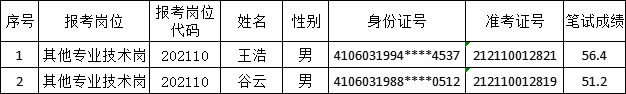 序号 报考岗位 报考岗位代码 姓名 性别 身份证号 准考证号 笔试成绩
1 其他专业技术岗 202110 王浩 男 4106031994****4537 212110012821 56.4
2 其他专业技术岗 202110 谷云 男 4106031988****0512 212110012819 51.2